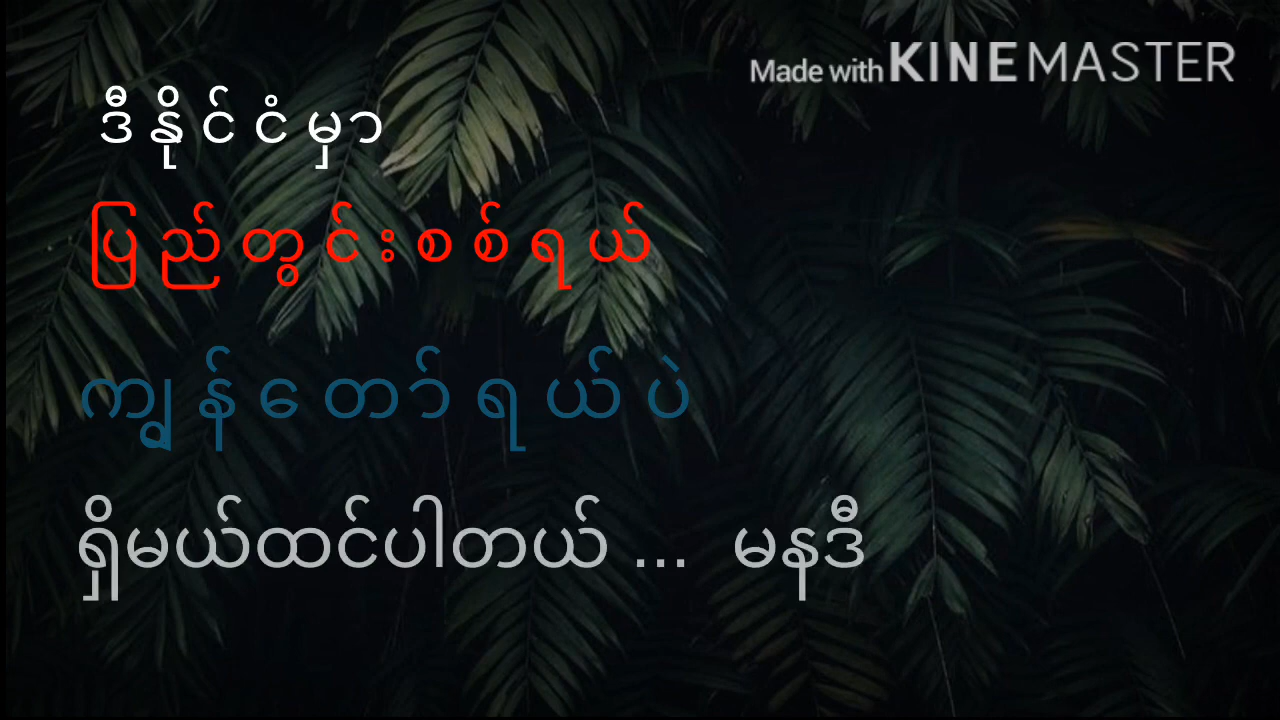 Made with KINEMASTER
ဒီနိုင်ငံမှာ
ပြည်တွင်းစစ်ရယ်
ကျွန်တော်ရယ်ပဲ
ရှိမယ်ထင်ပါတယ် ... မနဒီ